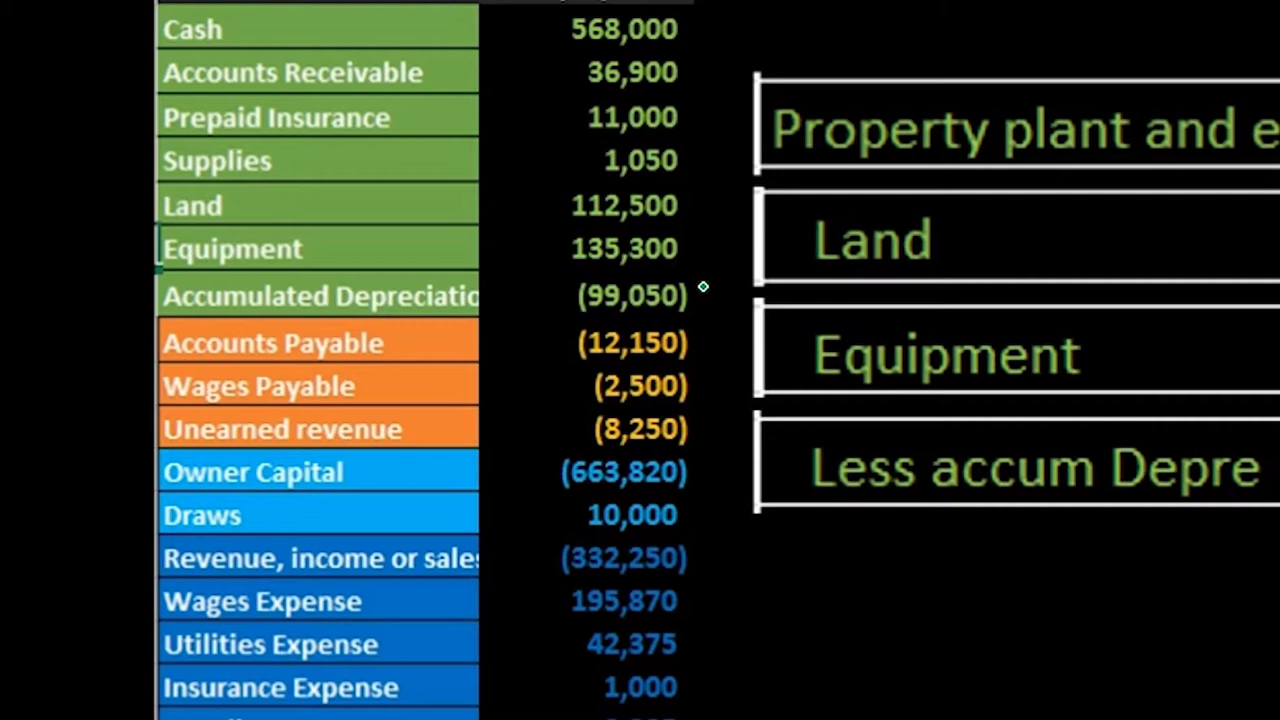 Cash 568,000
Accounts Receivable 36,900
Prepaid Insurance 11,000
Supplies 1,050
Land 112,500
Equipment 135,300
Accumulated Depreciatio (99,050)
Accounts Payable (12,150)
Wages Payable (2,500)
Unearned revenue (8,250)
Owner Capital (663,820)
Draws 10,000
Revenue, income or sales (332,250)
Wages Expense 195,870
Utilities Expense 42,375
Insurance Expense 1,000
Property plant and e
Land
Equipment
Less accum Depre